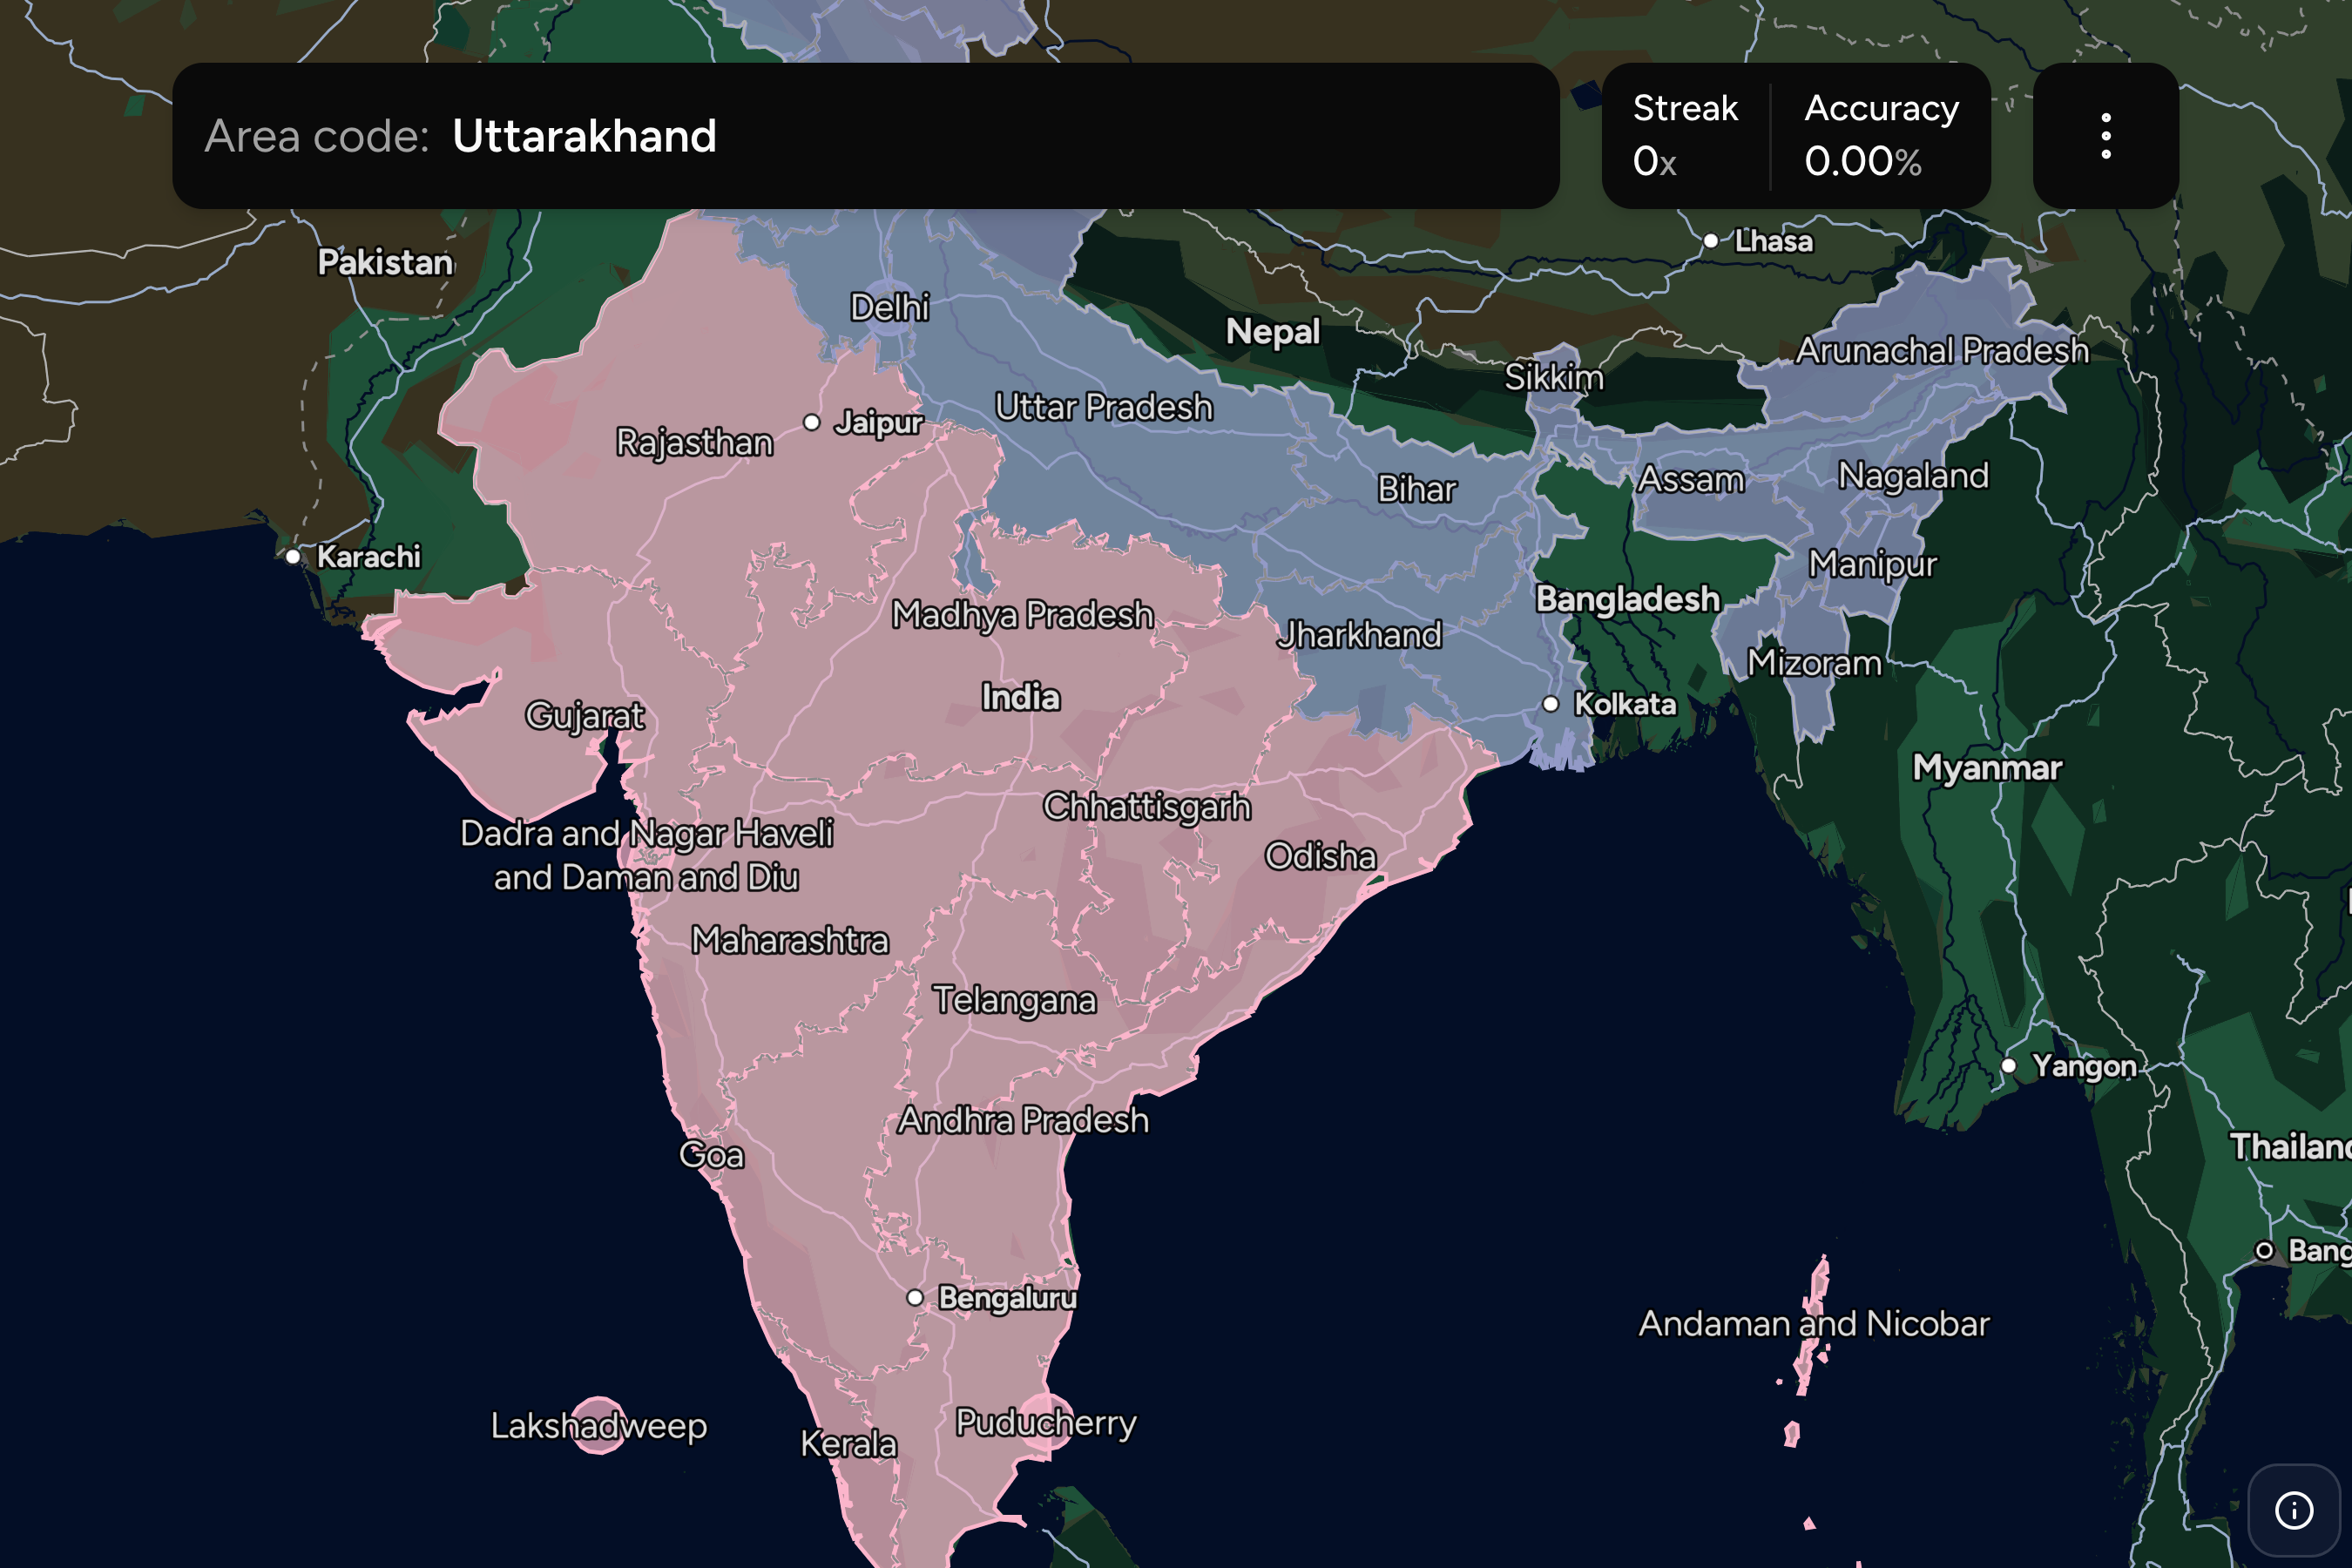 Area code: Uttarakhand
Streak
0x
Accuracy
0.00%
Pakistan
Lhasa
Delhi
Nepal
Arunachal Pradesh
Sikkim
Uttar Pradesh
Jaipur
Rajasthan
Bihar
Assam
Nagaland
Karachi
Manipur
Bangladesh
Madhya Pradesh
Jharkhand
Mizoram
India
Kolkata
Gujarat
Myanmar
Chhattisgarh
Dadra and Nagar Haveli
and Daman and Diu
Odisha
Maharashtra
Telangana
Yangon
Andhra Pradesh
Thailand
Goa
Bang
Bengaluru
Andaman and Nicobar
Lakshadweep
Puducherry
Kerala